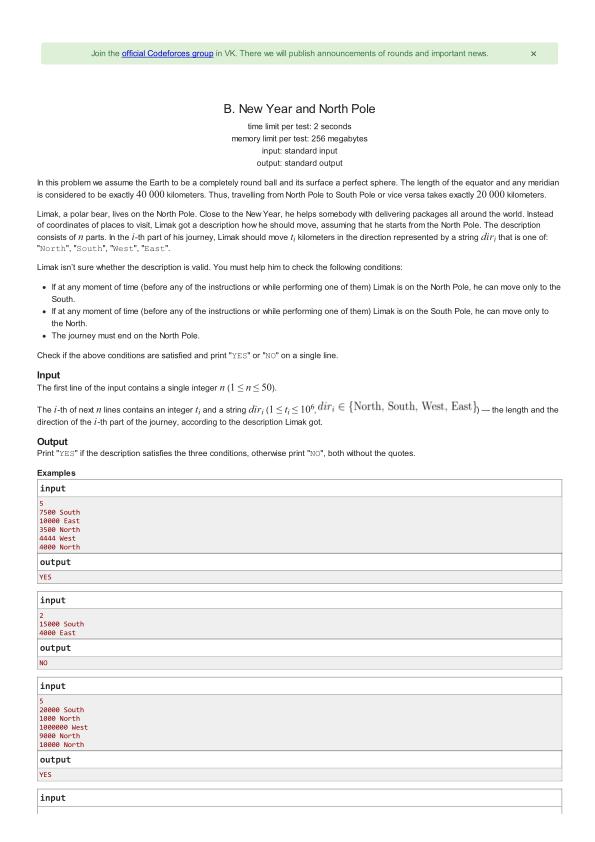 Join the official Codeforces group in VK. There we will publish announcements of rounds and important news. ×
B. New Year and North Pole
time limit per test: 2 seconds
memory limit per test: 256 megabytes
input: standard input
output: standard output
In this problem we assume the Earth to be a completely round ball and its surface a perfect sphere. The length of the equator and any meridian
is considered to be exactly 40 000 kilometers. Thus, travelling from North Pole to South Pole or vice versa takes exactly 20 000 kilometers.
Limak, a polar bear, lives on the North Pole. Close to the New Year, he helps somebody with delivering packages all around the world. Instead
of coordinates of places to visit, Limak got a description how he should move, assuming that he starts from the North Pole. The description
consists of n parts. In the i-th part of his journey, Limak should move t_i kilometers in the direction represented by a string dir_i that is one of:
"North", "South", "West", "East".
Limak isn't sure whether the description is valid. You must help him to check the following conditions:
• If at any moment of time (before any of the instructions or while performing one of them) Limak is on the North Pole, he can move only to the
South.
• If at any moment of time (before any of the instructions or while performing one of them) Limak is on the South Pole, he can move only to
the North.
• The journey must end on the North Pole.
Check if the above conditions are satisfied and print "YES" or "NO" on a single line.
Input
The first line of the input contains a single integer n (1 ≤ n ≤ 50).
The i-th of next n lines contains an integer t_i and a string dir_i (1 ≤ t_i ≤ 10^6, dir_i ∈ {North, South, West, East}) — the length and the
direction of the i-th part of the journey, according to the description Limak got.
Output
Print "YES" if the description satisfies the three conditions, otherwise print "NO", both without the quotes.
Examples
input
5
7500 South
10000 East
3500 North
4444 West
4000 North
output
YES
input
2
15000 South
4000 East
output
NO
input
5
20000 South
1000 North
1000000 West
9000 North
10000 North
output
YES
input